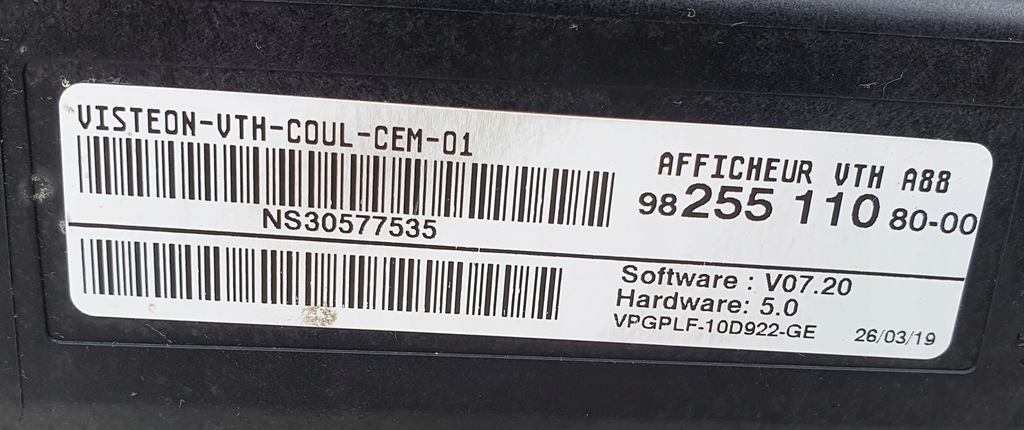 VISTEON-VTH-COUL-CEM-01
NS30577535
AFFICHEUR VTH A88
98 255 110 80-00
Software : V07.20
Hardware: 5.0
VPGPLF-10D922-GE 26/03/19